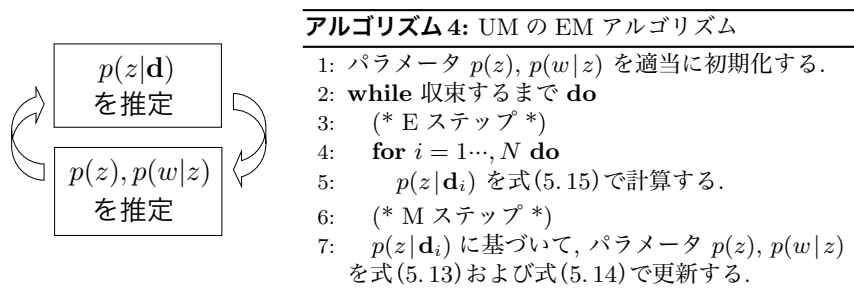 p(z|d)
を推定
p(z), p(w|z)
を推定
アルゴリズム 4: UM の EM アルゴリズム
1: パラメータ p(z), p(w|z) を適当に初期化する.
2: while 収束するまで do
3: (* E ステップ *)
4: for i = 1···, N do
5: p(z|d_i) を式(5.15)で計算する.
6: (* M ステップ *)
7: p(z|d_i) に基づいて, パラメータ p(z), p(w|z)
を式(5.13)および式(5.14)で更新する.